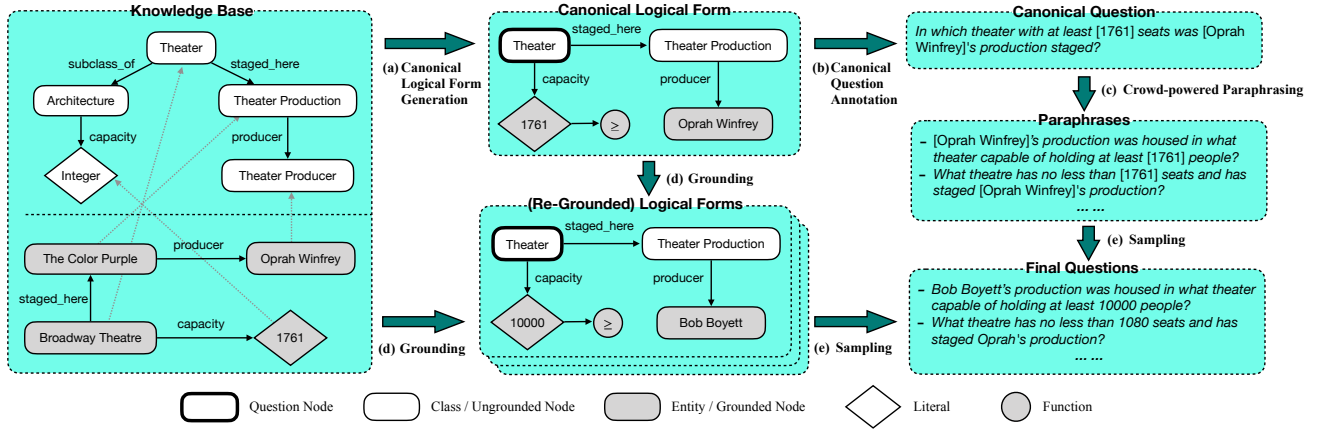 Knowledge Base
Theater
subclass_of
staged_here
Architecture
Theater Production
capacity
producer
Integer
Theater Producer
The Color Purple
producer
Oprah Winfrey
staged_here
Broadway Theatre
capacity
1761
(a) Canonical
Logical Form
Generation
Canonical Logical Form
Theater
staged_here
Theater Production
capacity
producer
1761
≥
Oprah Winfrey
(d) Grounding
(d) Grounding
(Re-Grounded) Logical Forms
Theater
staged_here
Theater Production
capacity
producer
10000
≥
Bob Boyett
(b) Canonical
Question
Annotation
(e) Sampling
Canonical Question
In which theater with at least [1761] seats was [Oprah
Winfrey]'s production staged?
(c) Crowd-powered Paraphrasing
Paraphrases
– [Oprah Winfrey]'s production was housed in what
theater capable of holding at least [1761] people?
– What theatre has no less than [1761] seats and has
staged [Oprah Winfrey]'s production?
... ...
(e) Sampling
Final Questions
– Bob Boyett's production was housed in what theater
capable of holding at least 10000 people?
– What theatre has no less than 1080 seats and has
staged Oprah's production?
... ...
Question Node
Class / Ungrounded Node
Entity / Grounded Node
Literal
Function